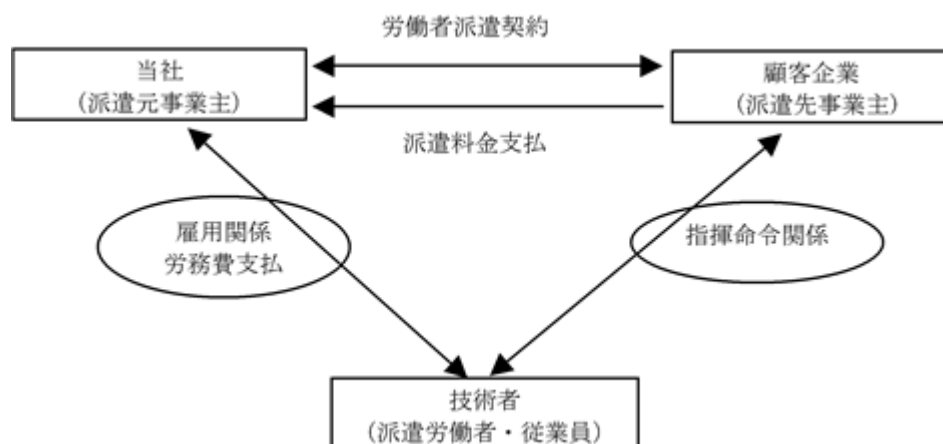 労働者派遣契約
当社
(派遣元事業主)
顧客企業
(派遣先事業主)
派遣料金支払
雇用関係
労務費支払
指揮命令関係
技術者
(派遣労働者・従業員)